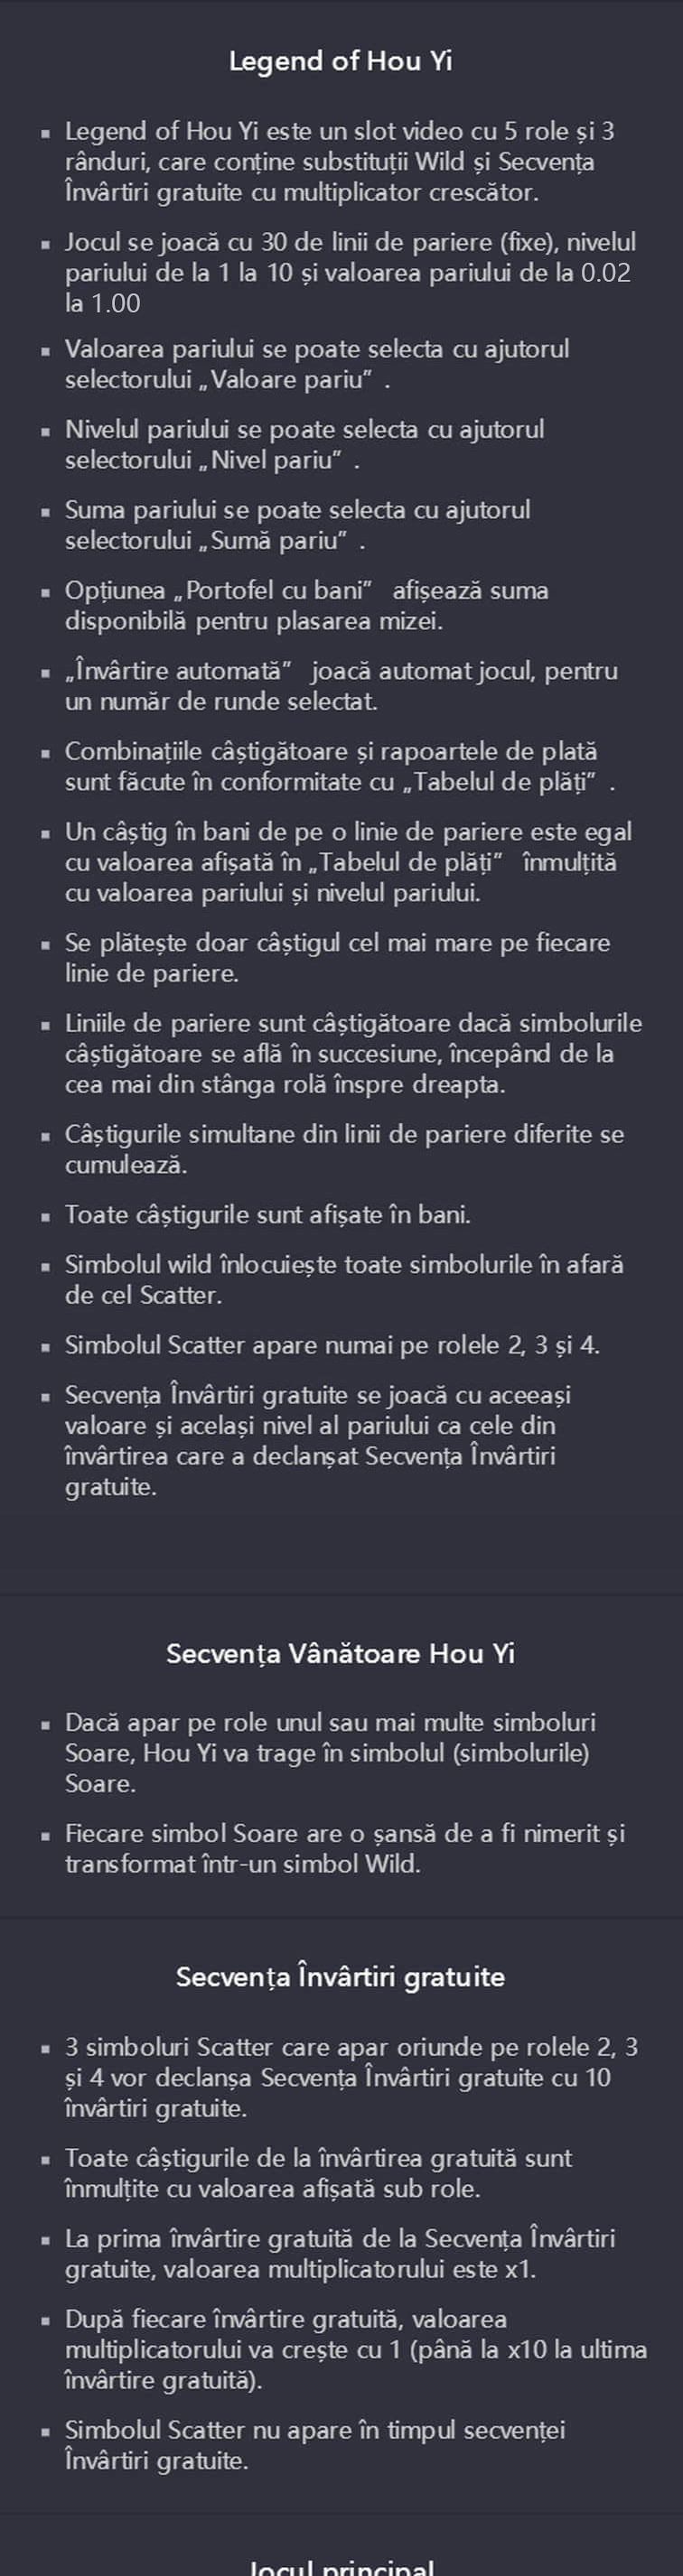 Legend of Hou Yi
▪ Legend of Hou Yi este un slot video cu 5 role și 3
rânduri, care conține substituții Wild și Secvența
Învârtiri gratuite cu multiplicator crescător.
▪ Jocul se joacă cu 30 de linii de pariere (fixe), nivelul
pariului de la 1 la 10 și valoarea pariului de la 0.02
la 1.00
▪ Valoarea pariului se poate selecta cu ajutorul
selectorului „Valoare pariu” .
▪ Nivelul pariului se poate selecta cu ajutorul
selectorului „Nivel pariu” .
▪ Suma pariului se poate selecta cu ajutorul
selectorului „Sumă pariu” .
▪ Opțiunea „Portofel cu bani” afișează suma
disponibilă pentru plasarea mizei.
▪ „Învârtire automată” joacă automat jocul, pentru
un număr de runde selectat.
▪ Combinațiile câștigătoare și rapoartele de plată
sunt făcute în conformitate cu „Tabelul de plăți” .
▪ Un câștig în bani de pe o linie de pariere este egal
cu valoarea afișată în „Tabelul de plăți” înmulțită
cu valoarea pariului și nivelul pariului.
▪ Se plătește doar câștigul cel mai mare pe fiecare
linie de pariere.
▪ Liniile de pariere sunt câștigătoare dacă simbolurile
câștigătoare se află în succesiune, începând de la
cea mai din stânga rolă înspre dreapta.
▪ Câștigurile simultane din linii de pariere diferite se
cumulează.
▪ Toate câștigurile sunt afișate în bani.
▪ Simbolul wild înlocuiește toate simbolurile în afară
de cel Scatter.
▪ Simbolul Scatter apare numai pe rolele 2, 3 și 4.
▪ Secvența Învârtiri gratuite se joacă cu aceeași
valoare și același nivel al pariului ca cele din
învârtirea care a declanșat Secvența Învârtiri
gratuite.
Secvența Vânătoare Hou Yi
▪ Dacă apar pe role unul sau mai multe simboluri
Soare, Hou Yi va trage în simbolul (simbolurile)
Soare.
▪ Fiecare simbol Soare are o șansă de a fi nimerit și
transformat într-un simbol Wild.
Secvența Învârtiri gratuite
▪ 3 simboluri Scatter care apar oriunde pe rolele 2, 3
și 4 vor declanșa Secvența Învârtiri gratuite cu 10
învârtiri gratuite.
▪ Toate câștigurile de la învârtirea gratuită sunt
înmulțite cu valoarea afișată sub role.
▪ La prima învârtire gratuită de la Secvența Învârtiri
gratuite, valoarea multiplicatorului este x1.
▪ După fiecare învârtire gratuită, valoarea
multiplicatorului va crește cu 1 (până la x10 la ultima
învârtire gratuită).
▪ Simbolul Scatter nu apare în timpul secvenței
Învârtiri gratuite.
Jocul principal